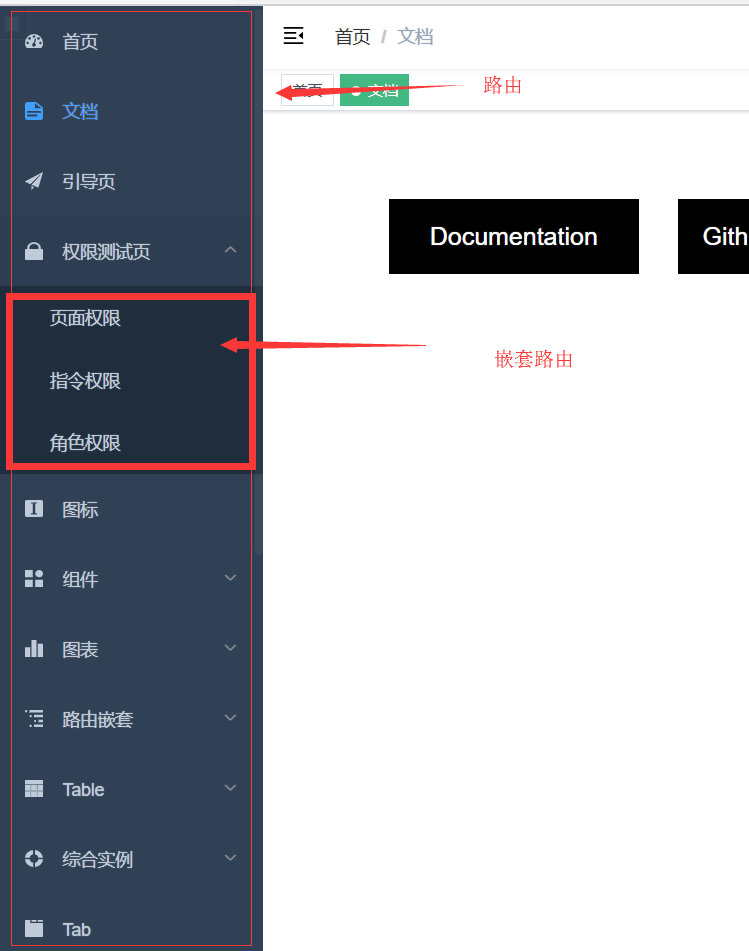 首页
文档
引导页
权限测试页
页面权限
指令权限
角色权限
图标
组件
图表
路由嵌套
Table
综合实例
Tab
首页 / 文档
首页 文档
路由
Documentation
Gith
嵌套路由